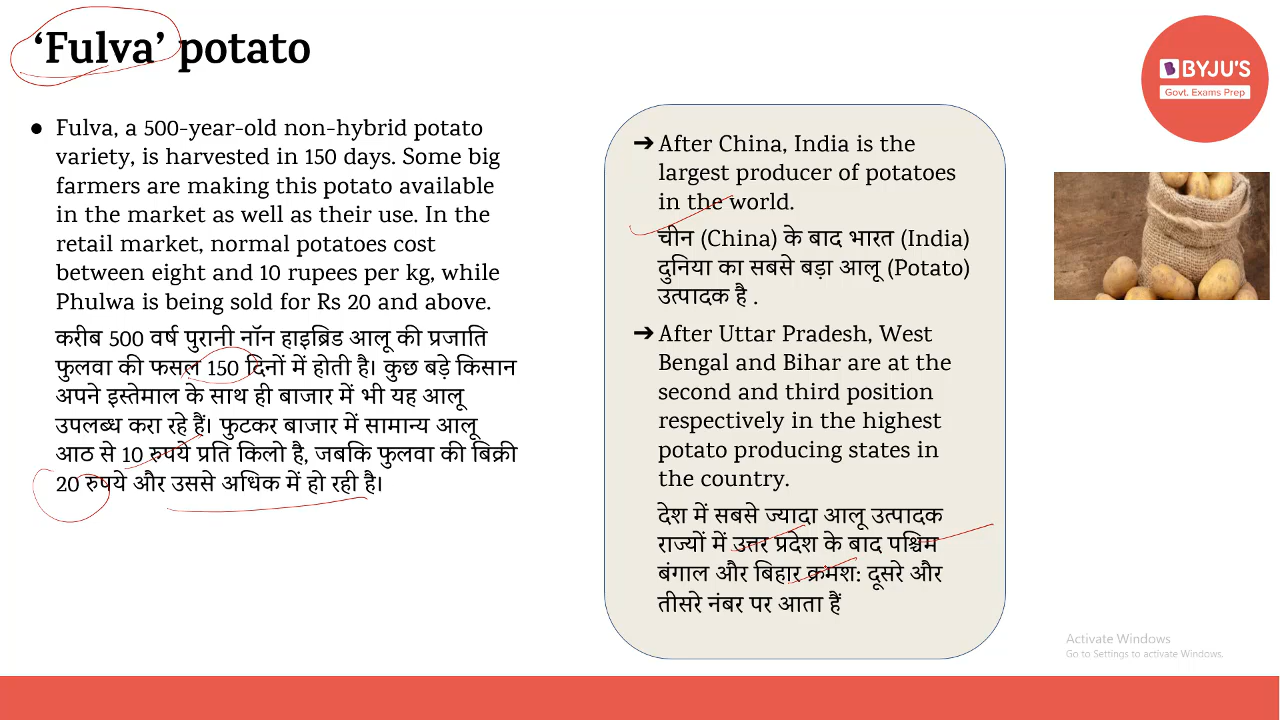 ‘Fulva’ potato
BYJU'S
Govt. Exams Prep
● Fulva, a 500-year-old non-hybrid potato
variety, is harvested in 150 days. Some big
farmers are making this potato available
in the market as well as their use. In the
retail market, normal potatoes cost
between eight and 10 rupees per kg, while
Phulwa is being sold for Rs 20 and above.
करीब 500 वर्ष पुरानी नॉन हाइब्रिड आलू की प्रजाति
फुलवा की फसल 150 दिनों में होती है। कुछ बड़े किसान
अपने इस्तेमाल के साथ ही बाजार में भी यह आलू
उपलब्ध करा रहे हैं। फुटकर बाजार में सामान्य आलू
आठ से 10 रुपये प्रति किलो है, जबकि फुलवा की बिक्री
20 रुपये और उससे अधिक में हो रही है।
➔ After China, India is the
largest producer of potatoes
in the world.
चीन (China) के बाद भारत (India)
दुनिया का सबसे बड़ा आलू (Potato)
उत्पादक है .
➔ After Uttar Pradesh, West
Bengal and Bihar are at the
second and third position
respectively in the highest
potato producing states in
the country.
देश में सबसे ज्यादा आलू उत्पादक
राज्यों में उत्तर प्रदेश के बाद पश्चिम
बंगाल और बिहार क्रमश: दूसरे और
तीसरे नंबर पर आता हैं
Activate Windows
Go to Settings to activate Windows.